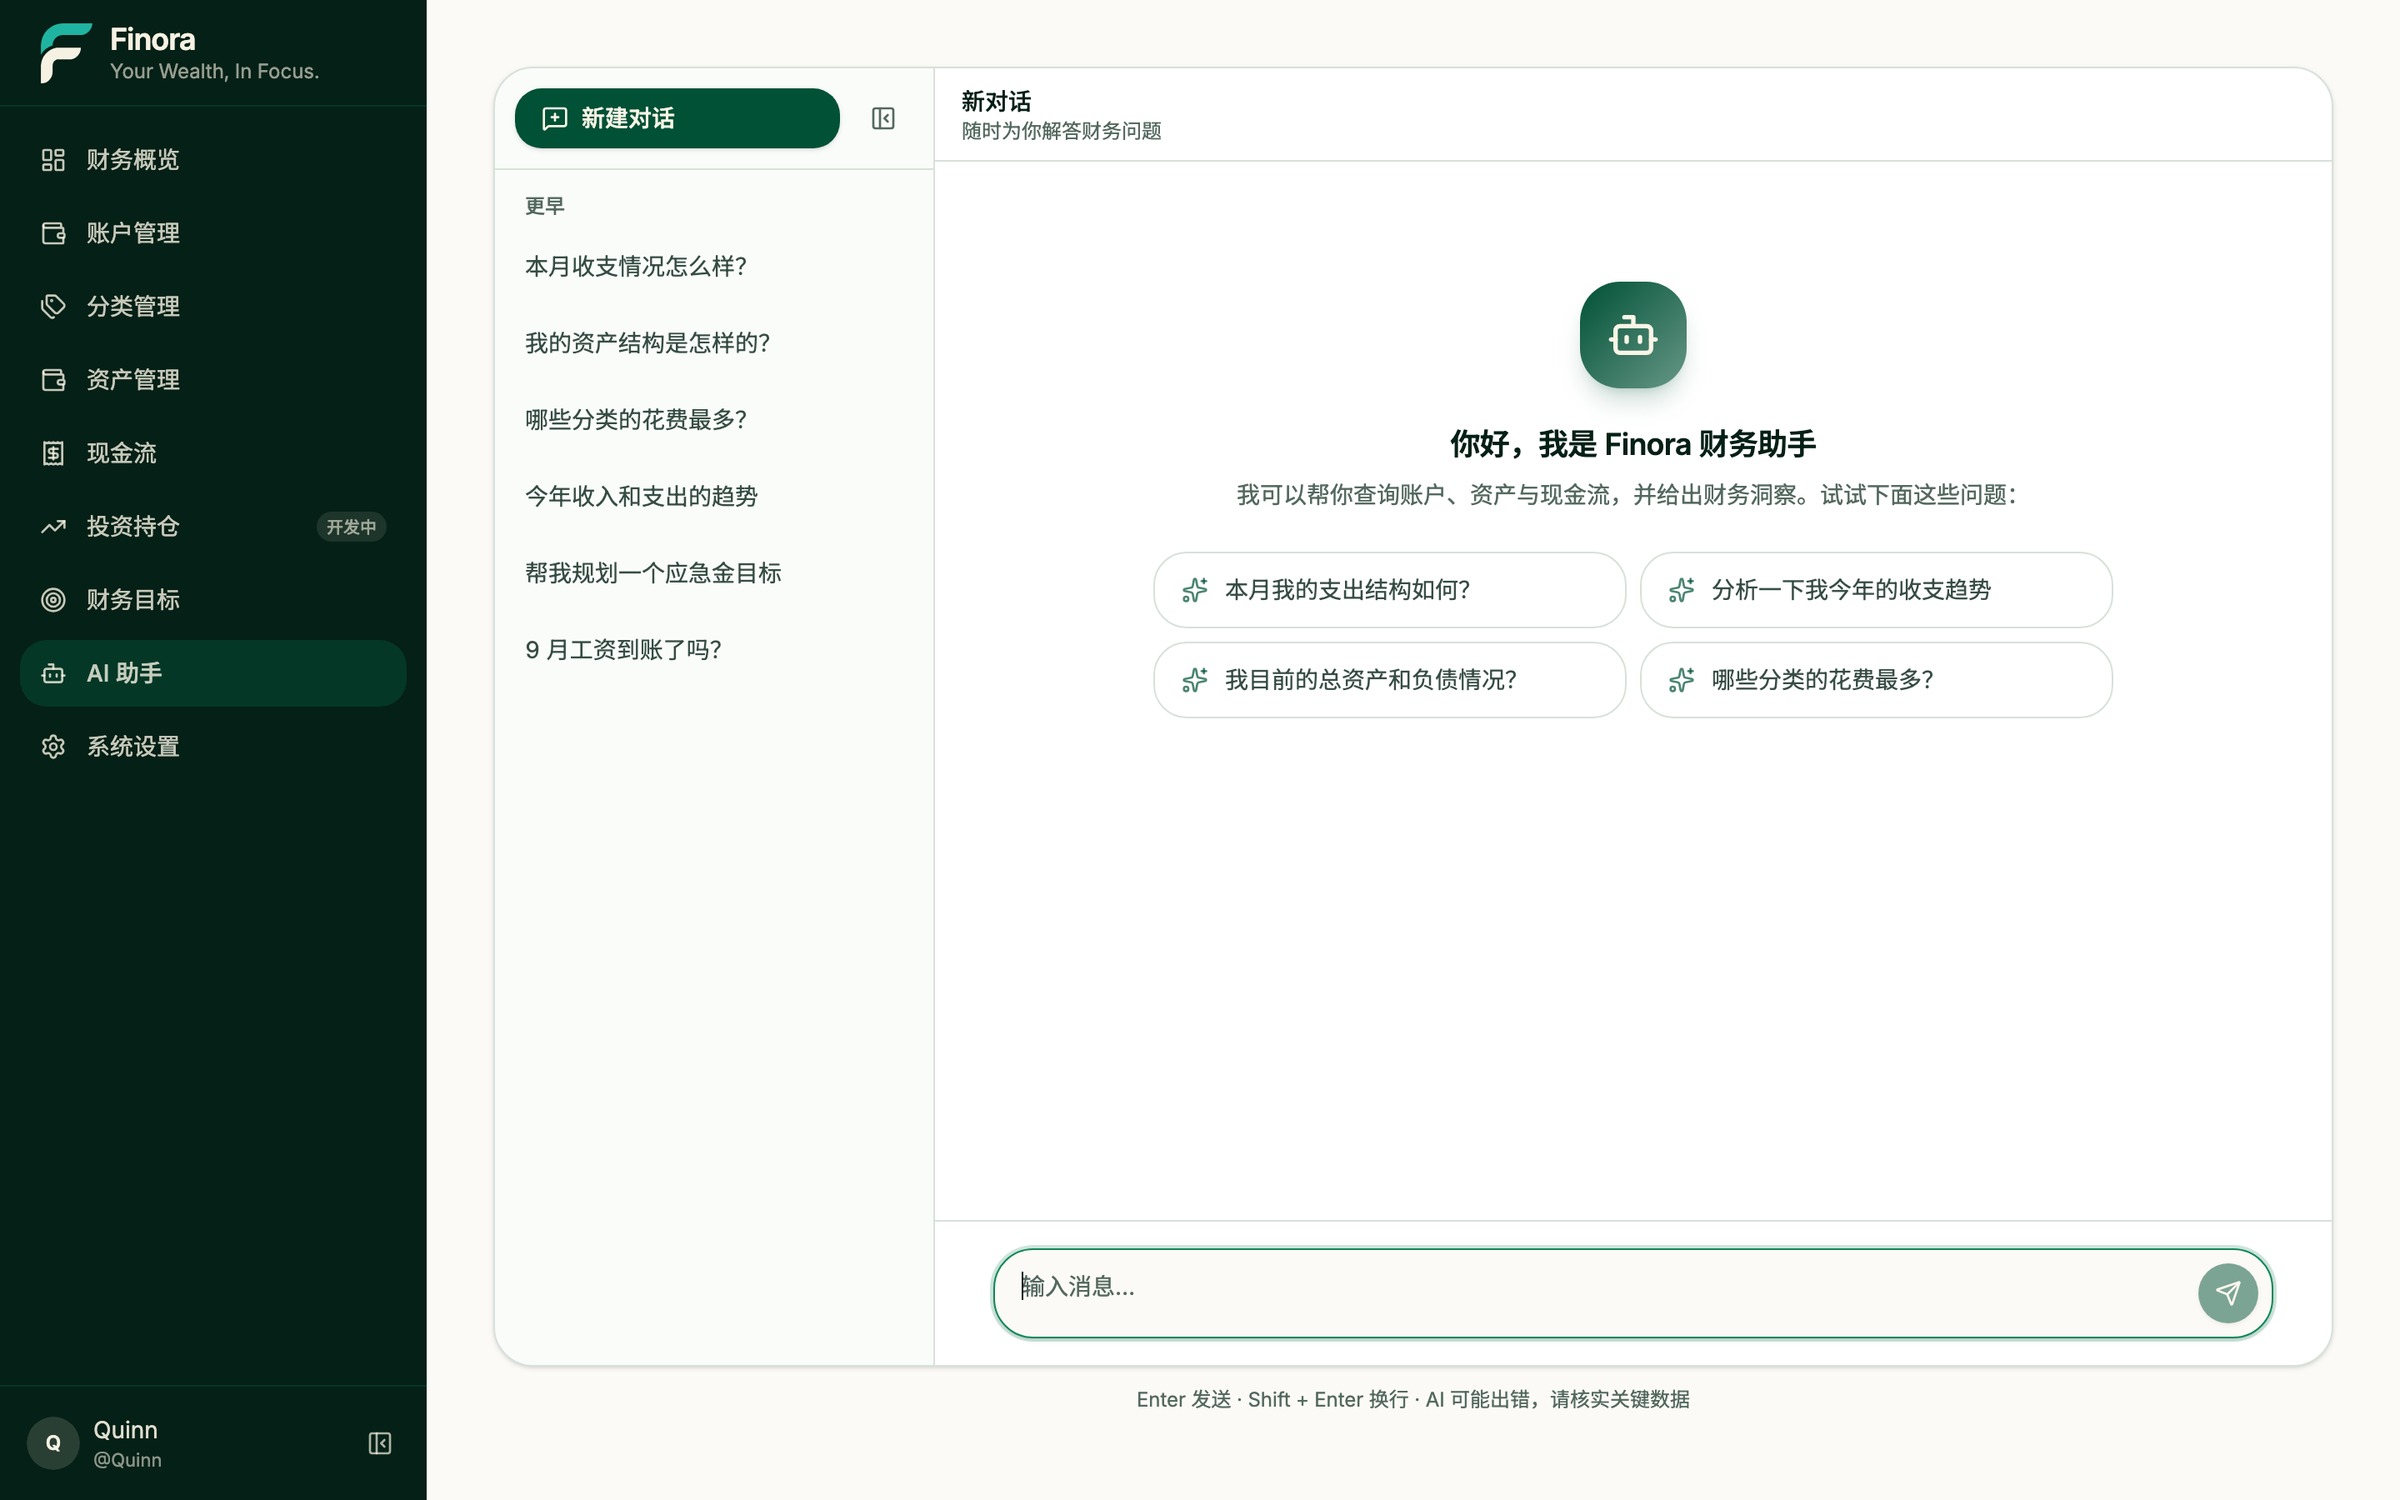 Finora
Your Wealth, In Focus.
财务概览
账户管理
分类管理
资产管理
现金流
投资持仓
开发中
财务目标
AI 助手
系统设置
Q
Quinn
@Quinn
新建对话
更早
本月收支情况怎么样？
我的资产结构是怎样的？
哪些分类的花费最多？
今年收入和支出的趋势
帮我规划一个应急金目标
9 月工资到账了吗？
新对话
随时为你解答财务问题
你好，我是 Finora 财务助手
我可以帮你查询账户、资产与现金流，并给出财务洞察。试试下面这些问题：
本月我的支出结构如何？
分析一下我今年的收支趋势
我目前的总资产和负债情况？
哪些分类的花费最多？
输入消息...
Enter 发送 · Shift + Enter 换行 · AI 可能出错，请核实关键数据